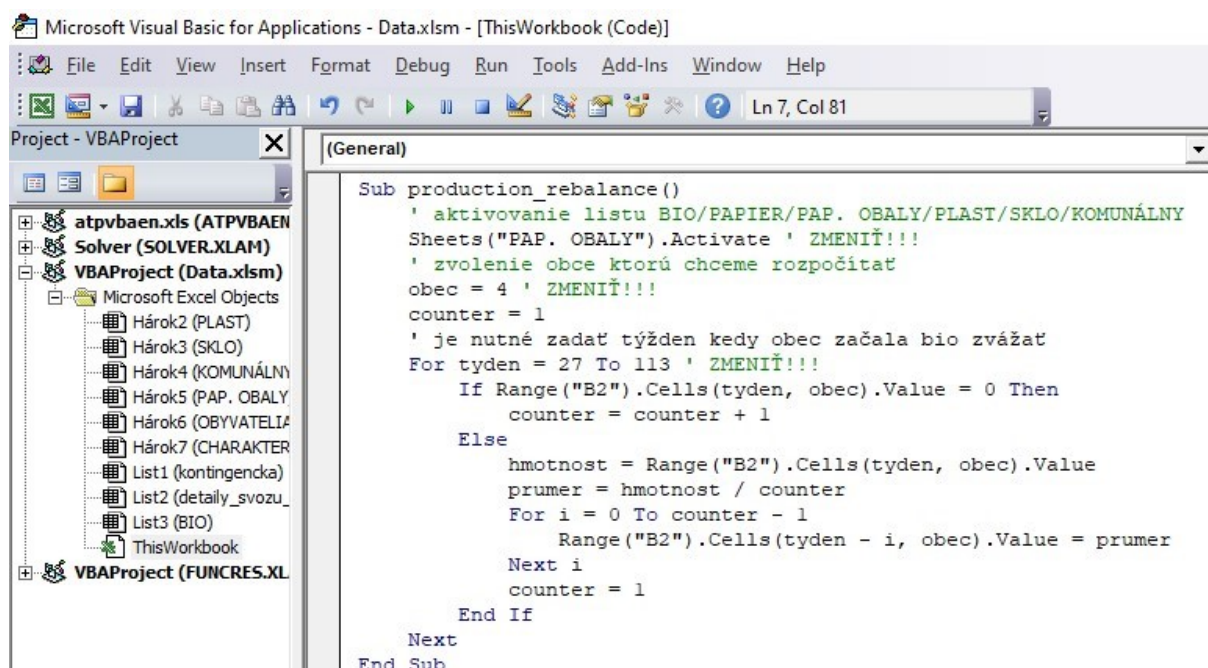 Microsoft Visual Basic for Applications - Data.xlsm - [ThisWorkbook (Code)]
File Edit View Insert Format Debug Run Tools Add-Ins Window Help
Ln 7, Col 81
Project - VBAProject
atpvbaen.xls (ATPVBAEN
Solver (SOLVER.XLAM)
VBAProject (Data.xlsm)
Microsoft Excel Objects
Hárok2 (PLAST)
Hárok3 (SKLO)
Hárok4 (KOMUNÁLNY
Hárok5 (PAP. OBALY
Hárok6 (OBYVATELIA
Hárok7 (CHARAKTER
List1 (kontingencka)
List2 (detaily_svozu_
List3 (BIO)
ThisWorkbook
VBAProject (FUNCRES.XL
(General)
Sub production_rebalance()
    ' aktivovanie listu BIO/PAPIER/PAP. OBALY/PLAST/SKLO/KOMUNÁLNY
    Sheets("PAP. OBALY").Activate ' ZMENIŤ!!!
    ' zvolenie obce ktorú chceme rozpočítať
    obec = 4 ' ZMENIŤ!!!
    counter = 1
    ' je nutné zadať týžden kedy obec začala bio zvážať
    For tyden = 27 To 113 ' ZMENIŤ!!!
        If Range("B2").Cells(tyden, obec).Value = 0 Then
            counter = counter + 1
        Else
            hmotnost = Range("B2").Cells(tyden, obec).Value
            prumer = hmotnost / counter
            For i = 0 To counter - 1
                Range("B2").Cells(tyden - i, obec).Value = prumer
            Next i
            counter = 1
        End If
    Next
End Sub